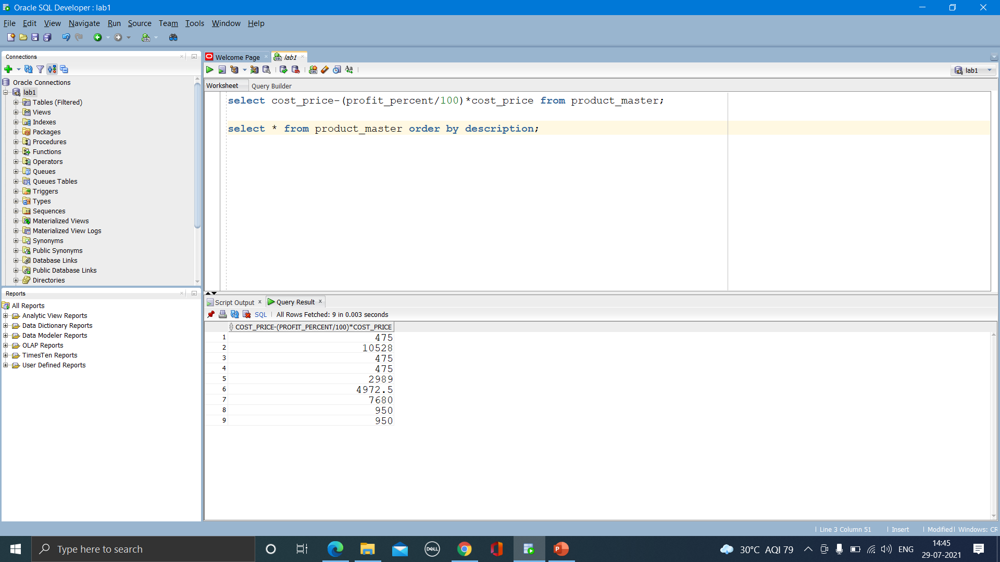 Oracle SQL Developer : lab1
File Edit View Navigate Run Source Team Tools Window Help
Connections
Oracle Connections
lab1
Tables (Filtered)
Views
Indexes
Packages
Procedures
Functions
Operators
Queues
Queues Tables
Triggers
Types
Sequences
Materialized Views
Materialized View Logs
Synonyms
Public Synonyms
Database Links
Public Database Links
Directories
Reports
All Reports
Analytic View Reports
Data Dictionary Reports
Data Modeler Reports
OLAP Reports
TimesTen Reports
User Defined Reports
Welcome Page lab1
lab1
Worksheet Query Builder
select cost_price-(profit_percent/100)*cost_price from product_master;
select * from product_master order by description;
Script Output Query Result
SQL All Rows Fetched: 9 in 0.003 seconds
COST_PRICE-(PROFIT_PERCENT/100)*COST_PRICE
1 475
2 10528
3 475
4 475
5 2989
6 4972.5
7 7680
8 950
9 950
Line 3 Column 51 Insert Modified Windows: CR
Type here to search
DELL
P
30°C AQI 79
ENG
14:45
29-07-2021